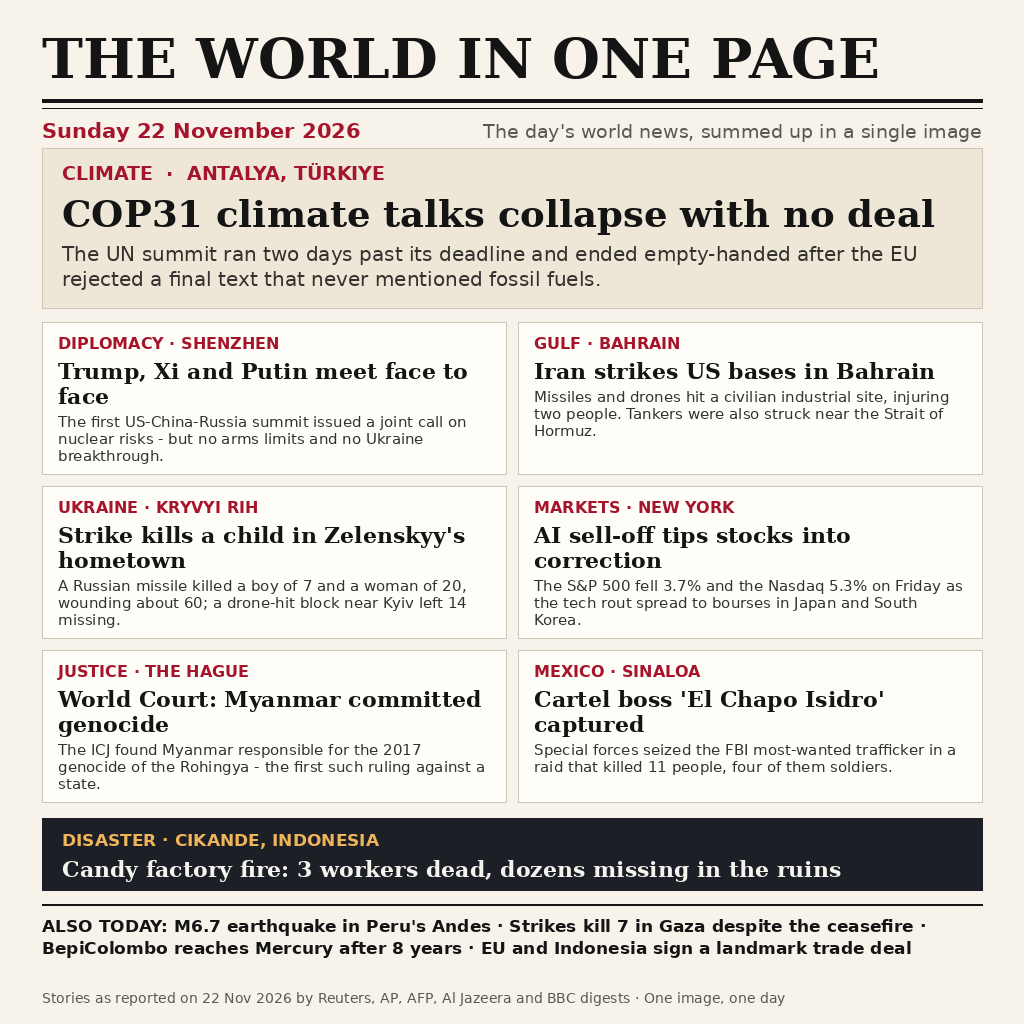 THE WORLD IN ONE PAGE
Sunday 22 November 2026
The day's world news, summed up in a single image
CLIMATE · ANTALYA, TÜRKIYE
COP31 climate talks collapse with no deal
The UN summit ran two days past its deadline and ended empty-handed after the EU
rejected a final text that never mentioned fossil fuels.
DIPLOMACY · SHENZHEN
Trump, Xi and Putin meet face to
face
The first US-China-Russia summit issued a joint call on
nuclear risks - but no arms limits and no Ukraine
breakthrough.
GULF · BAHRAIN
Iran strikes US bases in Bahrain
Missiles and drones hit a civilian industrial site, injuring
two people. Tankers were also struck near the Strait of
Hormuz.
UKRAINE · KRYVYI RIH
Strike kills a child in Zelenskyy's
hometown
A Russian missile killed a boy of 7 and a woman of 20,
wounding about 60; a drone-hit block near Kyiv left 14
missing.
MARKETS · NEW YORK
AI sell-off tips stocks into
correction
The S&P 500 fell 3.7% and the Nasdaq 5.3% on Friday as
the tech rout spread to bourses in Japan and South
Korea.
JUSTICE · THE HAGUE
World Court: Myanmar committed
genocide
The ICJ found Myanmar responsible for the 2017
genocide of the Rohingya - the first such ruling against a
state.
MEXICO · SINALOA
Cartel boss 'El Chapo Isidro'
captured
Special forces seized the FBI most-wanted trafficker in a
raid that killed 11 people, four of them soldiers.
DISASTER · CIKANDE, INDONESIA
Candy factory fire: 3 workers dead, dozens missing in the ruins
ALSO TODAY: M6.7 earthquake in Peru's Andes · Strikes kill 7 in Gaza despite the ceasefire ·
BepiColombo reaches Mercury after 8 years · EU and Indonesia sign a landmark trade deal
Stories as reported on 22 Nov 2026 by Reuters, AP, AFP, Al Jazeera and BBC digests · One image, one day